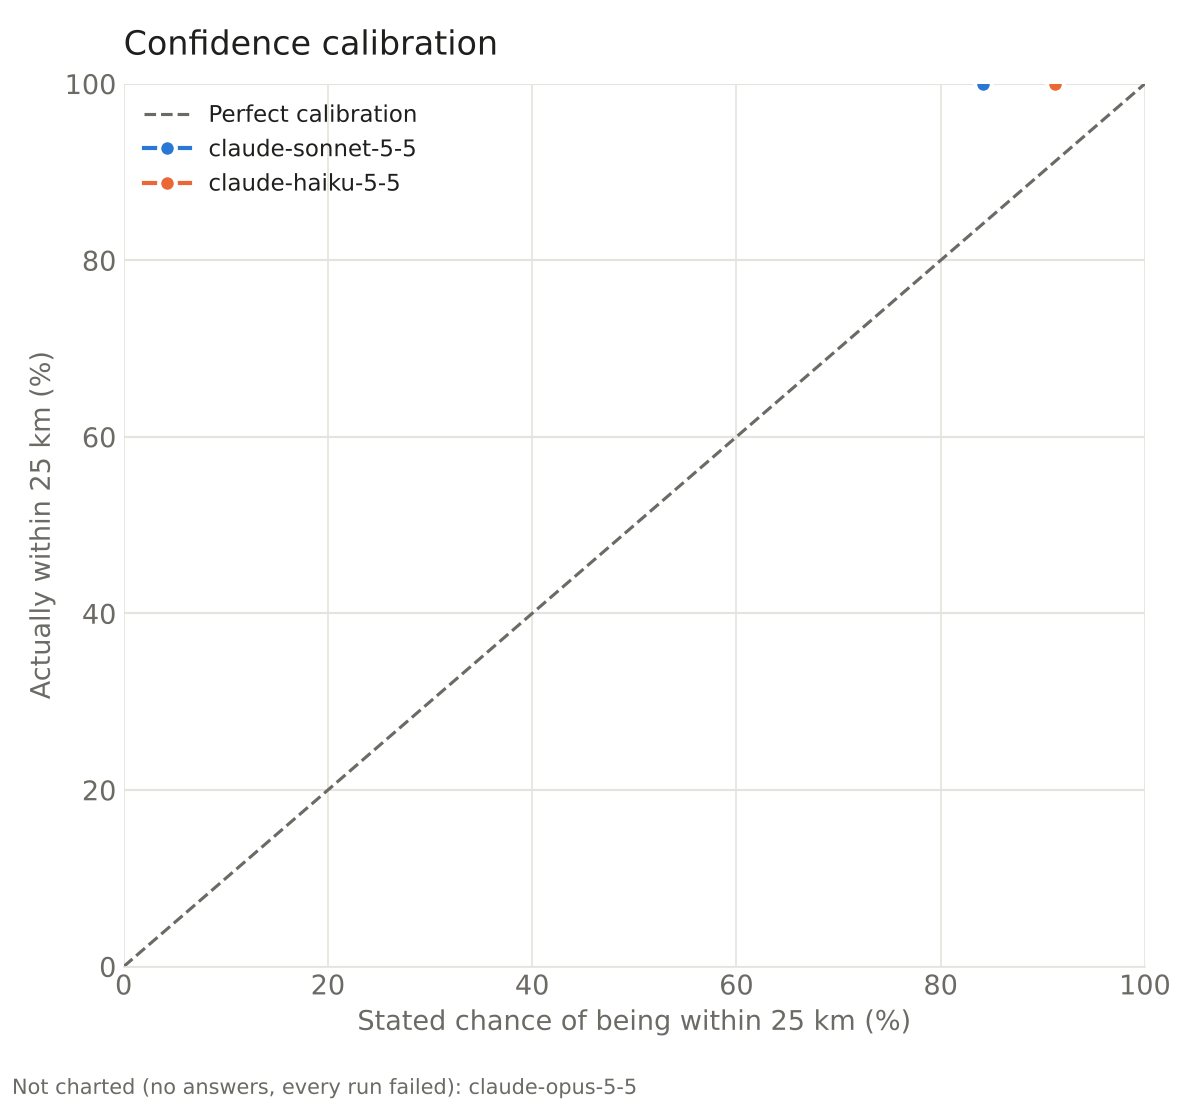 Confidence calibration
100
80
60
40
20
0
Actually within 25 km (%)
Perfect calibration
claude-sonnet-5-5
claude-haiku-5-5
0 20 40 60 80 100
Stated chance of being within 25 km (%)
Not charted (no answers, every run failed): claude-opus-5-5